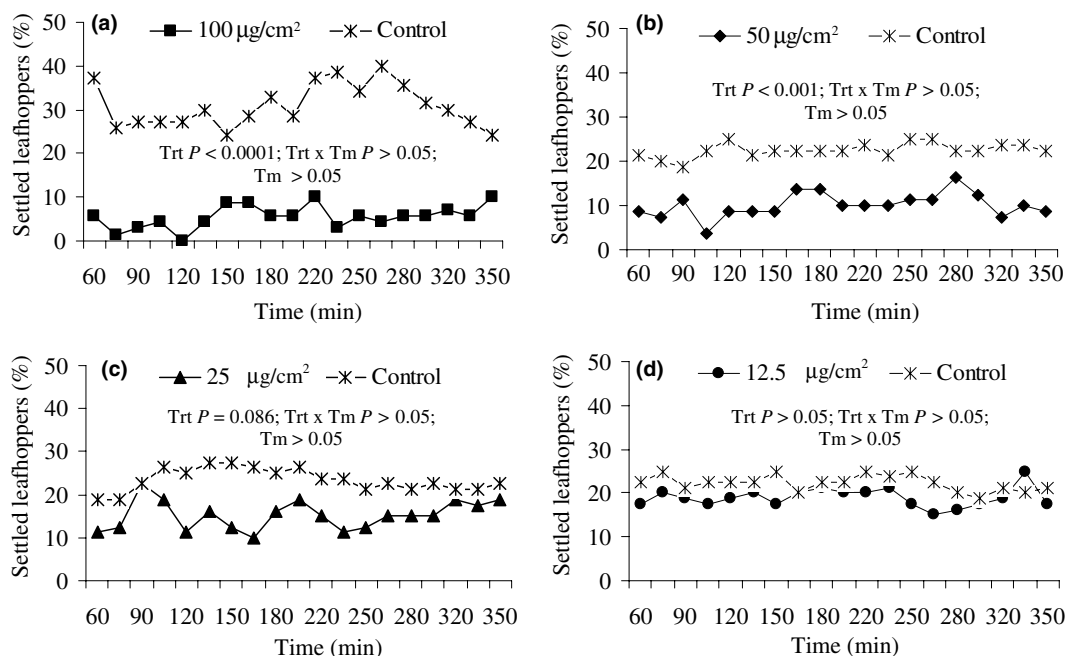 (a)
100 µg/cm² Control
Settled leafhoppers (%)
50
40
30
20
10
0
Trt P < 0.0001; Trt x Tm P > 0.05;
Tm > 0.05
60 90 120 150 180 220 250 280 320 350
Time (min)
(b)
50 µg/cm² Control
Settled leafhoppers (%)
50
40
30
20
10
0
Trt P < 0.001; Trt x Tm P > 0.05;
Tm > 0.05
60 90 120 150 180 220 250 280 320 350
Time (min)
(c)
25 µg/cm² Control
Settled leafhoppers (%)
50
40
30
20
10
0
Trt P = 0.086; Trt x Tm P > 0.05;
Tm > 0.05
60 90 120 150 180 220 250 280 320 350
Time (min)
(d)
12.5 µg/cm² Control
Settled leafhoppers (%)
50
40
30
20
10
0
Trt P > 0.05; Trt x Tm P > 0.05;
Tm > 0.05
60 90 120 150 180 220 250 280 320 350
Time (min)